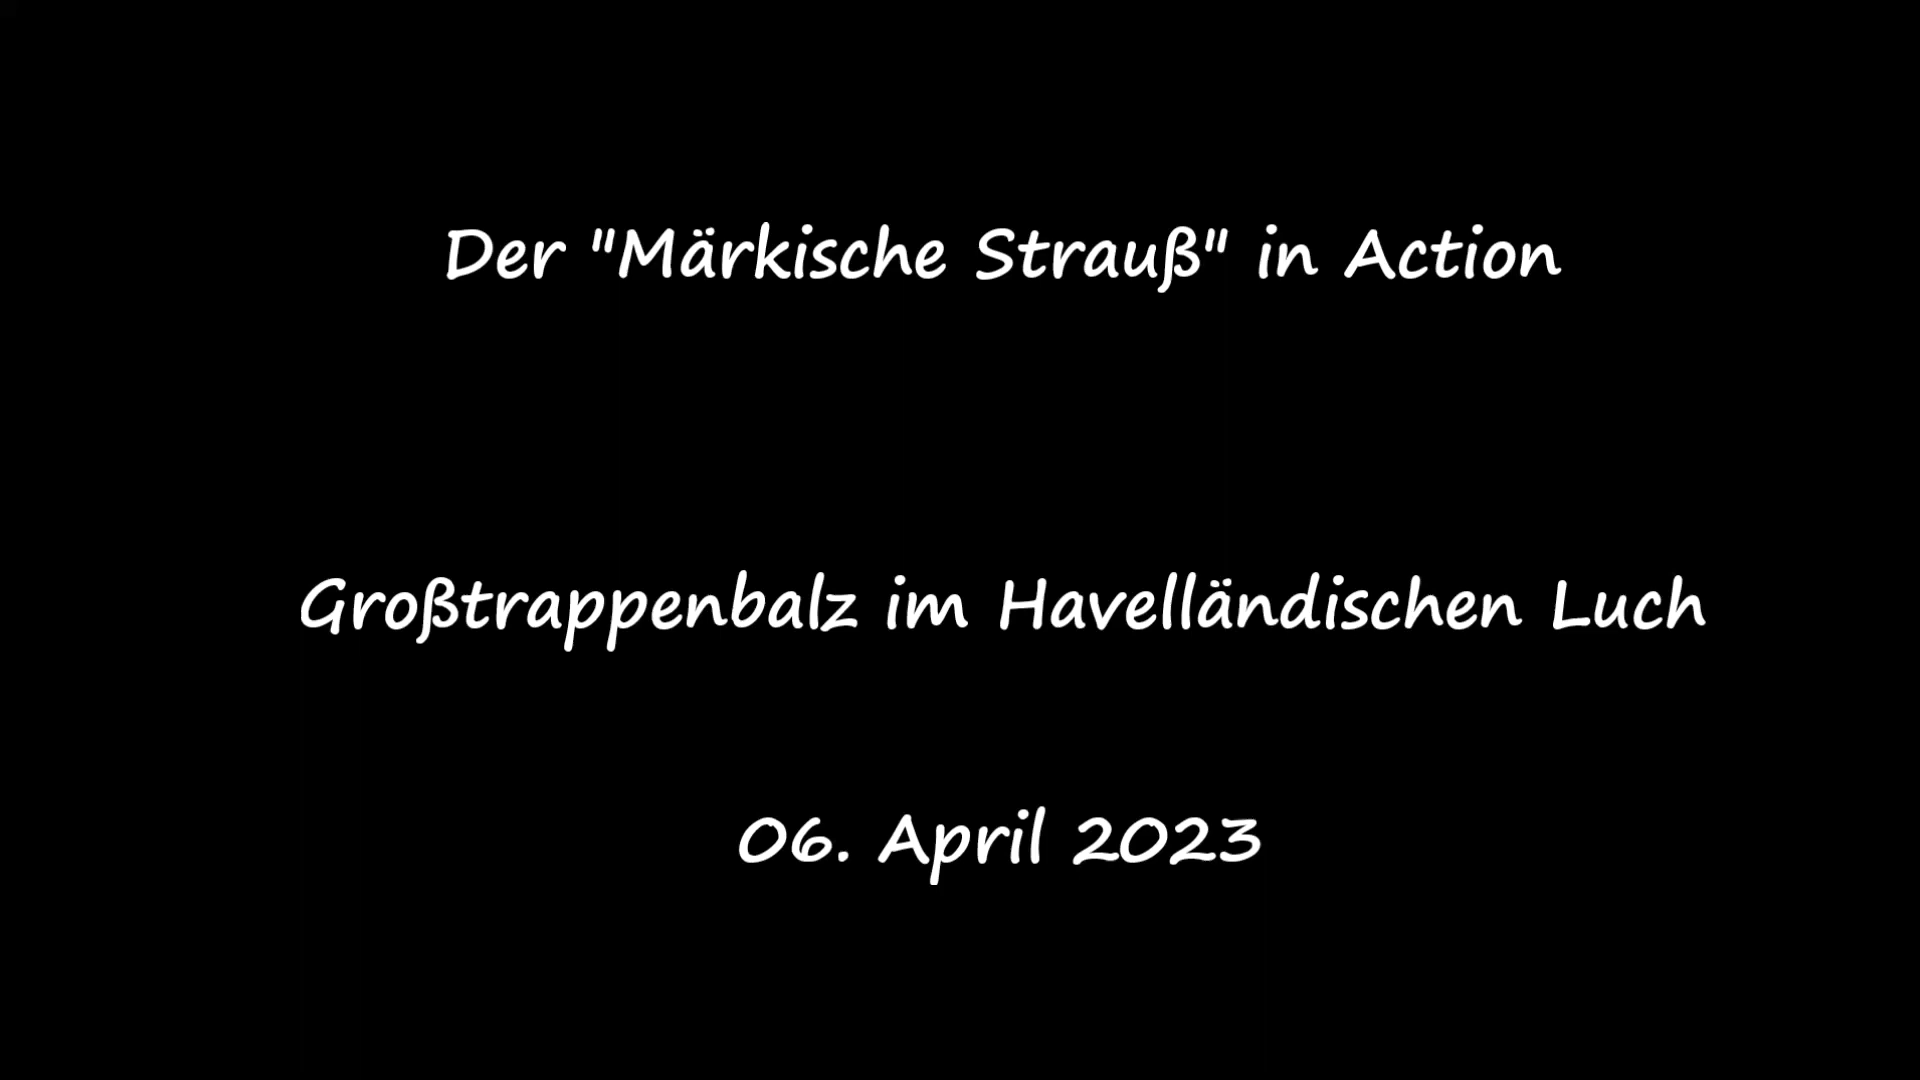 Der "Märkische Strauß" in Action
Großtrappenbalz im Havelländischen Luch
06. April 2023